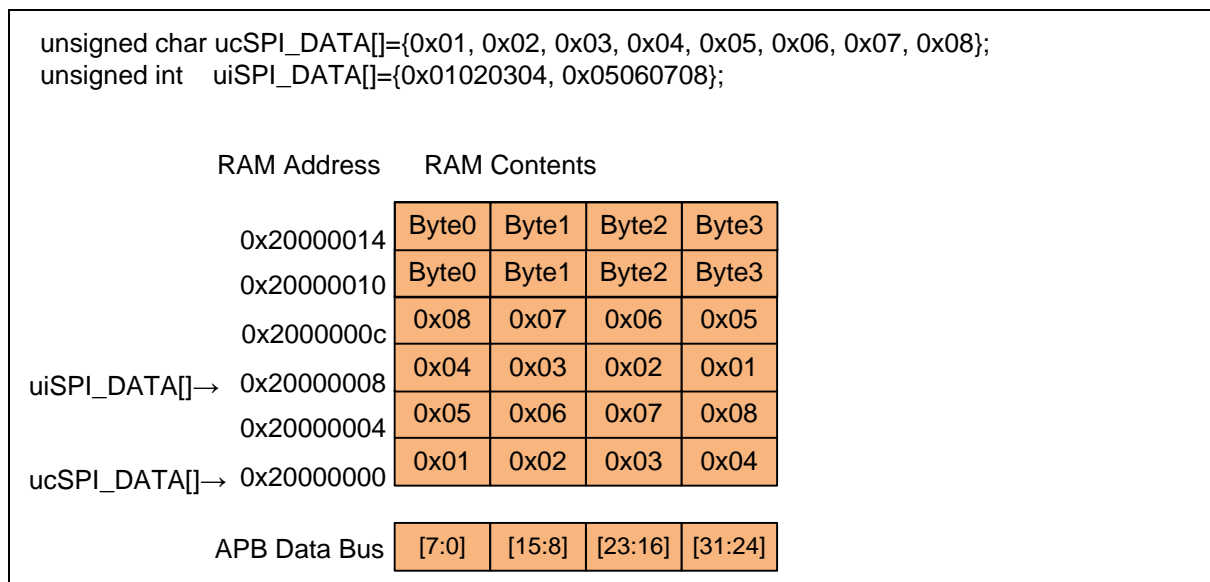 unsigned char ucSPI_DATA[]={0x01, 0x02, 0x03, 0x04, 0x05, 0x06, 0x07, 0x08};
unsigned int uiSPI_DATA[]={0x01020304, 0x05060708};
RAM Address RAM Contents
0x20000014 Byte0 Byte1 Byte2 Byte3
0x20000010 Byte0 Byte1 Byte2 Byte3
0x2000000c 0x08 0x07 0x06 0x05
uiSPI_DATA[]→ 0x20000008 0x04 0x03 0x02 0x01
0x20000004 0x05 0x06 0x07 0x08
ucSPI_DATA[]→ 0x20000000 0x01 0x02 0x03 0x04
APB Data Bus [7:0] [15:8] [23:16] [31:24]